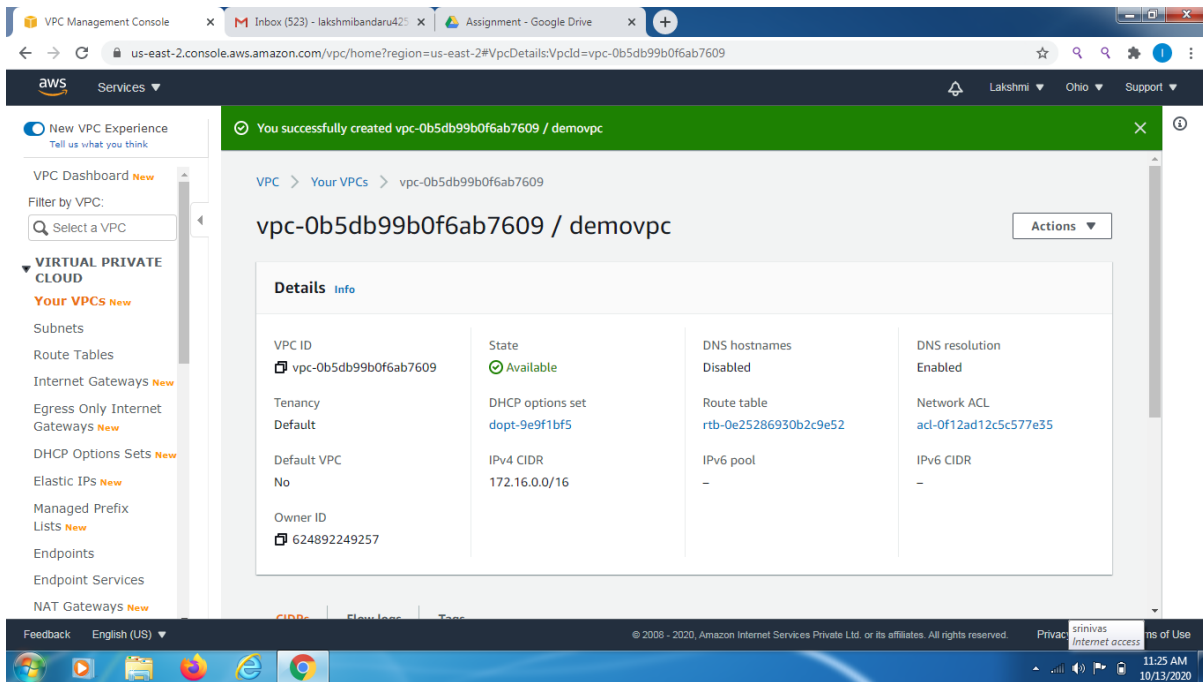 VPC Management Console
Inbox (523) - lakshmibandaru425
Assignment - Google Drive
us-east-2.console.aws.amazon.com/vpc/home?region=us-east-2#VpcDetails:VpcId=vpc-0b5db99b0f6ab7609
aws
Services
Lakshmi
Ohio
Support
New VPC Experience
Tell us what you think
VPC Dashboard New
Filter by VPC:
Select a VPC
VIRTUAL PRIVATE
CLOUD
Your VPCs New
Subnets
Route Tables
Internet Gateways New
Egress Only Internet
Gateways New
DHCP Options Sets New
Elastic IPs New
Managed Prefix
Lists New
Endpoints
Endpoint Services
NAT Gateways New
You successfully created vpc-0b5db99b0f6ab7609 / demovpc
VPC > Your VPCs > vpc-0b5db99b0f6ab7609
vpc-0b5db99b0f6ab7609 / demovpc
Actions
Details Info
VPC ID
vpc-0b5db99b0f6ab7609
State
Available
DNS hostnames
Disabled
DNS resolution
Enabled
Tenancy
Default
DHCP options set
dopt-9e9f1bf5
Route table
rtb-0e25286930b2c9e52
Network ACL
acl-0f12ad12c5c577e35
Default VPC
No
IPv4 CIDR
172.16.0.0/16
IPv6 pool
–
IPv6 CIDR
–
Owner ID
624892249257
CIDRs
Flow logs
Tags
Feedback
English (US)
© 2008 - 2020, Amazon Internet Services Private Ltd. or its affiliates. All rights reserved.
Privac
ms of Use
srinivas
Internet access
11:25 AM
10/13/2020